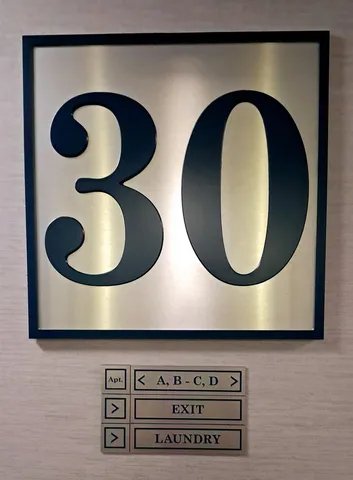 30
Apt. < A, B - C, D >
> EXIT
> LAUNDRY